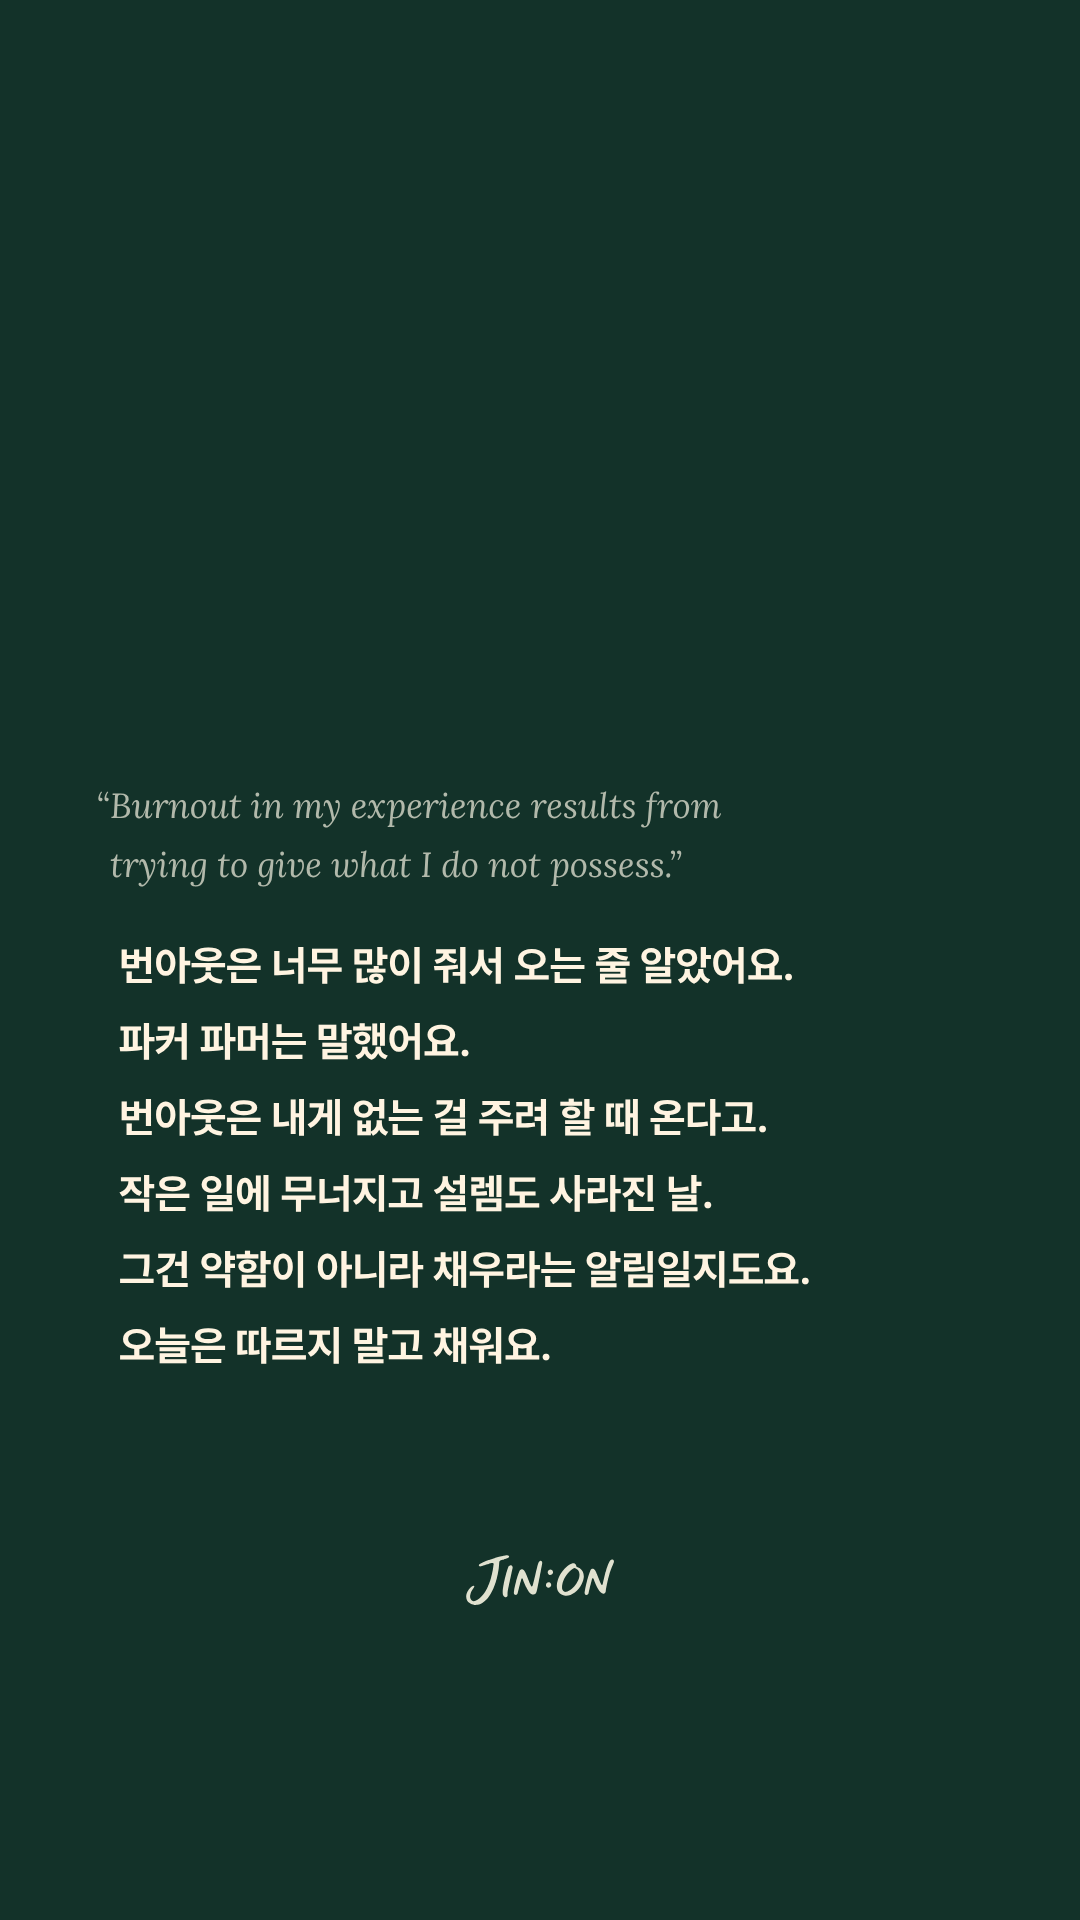 “Burnout in my experience results from
trying to give what I do not possess.”
번아웃은 너무 많이 줘서 오는 줄 알았어요.
파커 파머는 말했어요.
번아웃은 내게 없는 걸 주려 할 때 온다고.
작은 일에 무너지고 설렘도 사라진 날.
그건 약함이 아니라 채우라는 알림일지도요.
오늘은 따르지 말고 채워요.
JIN:ON